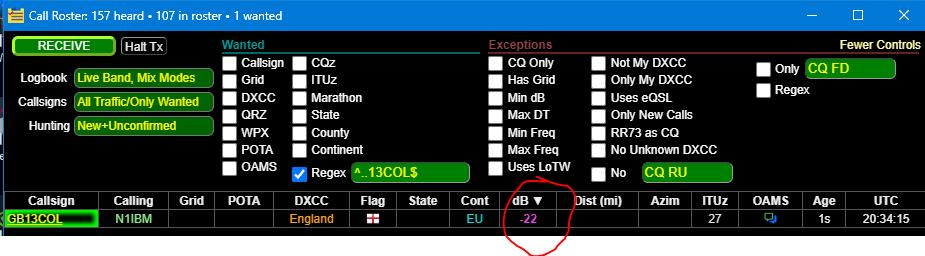 Call Roster: 157 heard • 107 in roster • 1 wanted
RECEIVE Halt Tx Wanted Exceptions Fewer Controls
Logbook Live Band, Mix Modes
Callsigns All Traffic/Only Wanted
Hunting New+Unconfirmed
Callsign CQz
Grid ITUz
DXCC Marathon
QRZ State
WPX County
POTA Continent
OAMS Regex ^..13COL$
CQ Only Not My DXCC
Has Grid Only My DXCC
Min dB Uses eQSL
Max DT Only New Calls
Min Freq RR73 as CQ
Max Freq No Unknown DXCC
Uses LoTW No CQ RU
Only CQ FD
Regex
Callsign Calling Grid POTA DXCC Flag State Cont dB ▼ Dist (mi) Azim ITUz OAMS Age UTC
GB13COL N1IBM England EU -22 27 1s 20:34:15